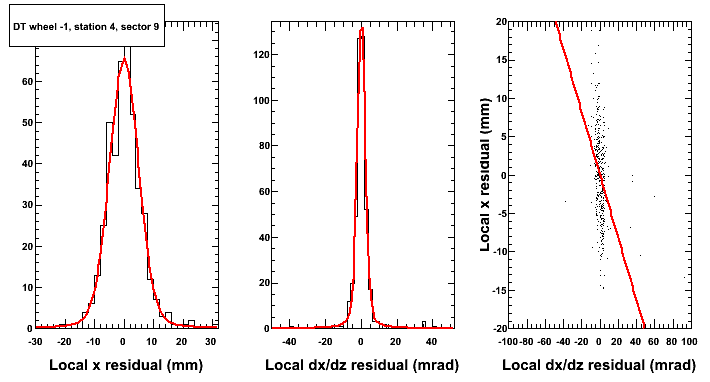 DT wheel -1, station 4, sector 9
60
50
40
30
20
10
0
-30 -20 -10 0 10 20 30
Local x residual (mm)
120
100
80
60
40
20
0
-40 -20 0 20 40
Local dx/dz residual (mrad)
Local x residual (mm)
20
15
10
5
0
-5
-10
-15
-20
-100 -80 -60 -40 -20 0 20 40 60 80 100
Local dx/dz residual (mrad)